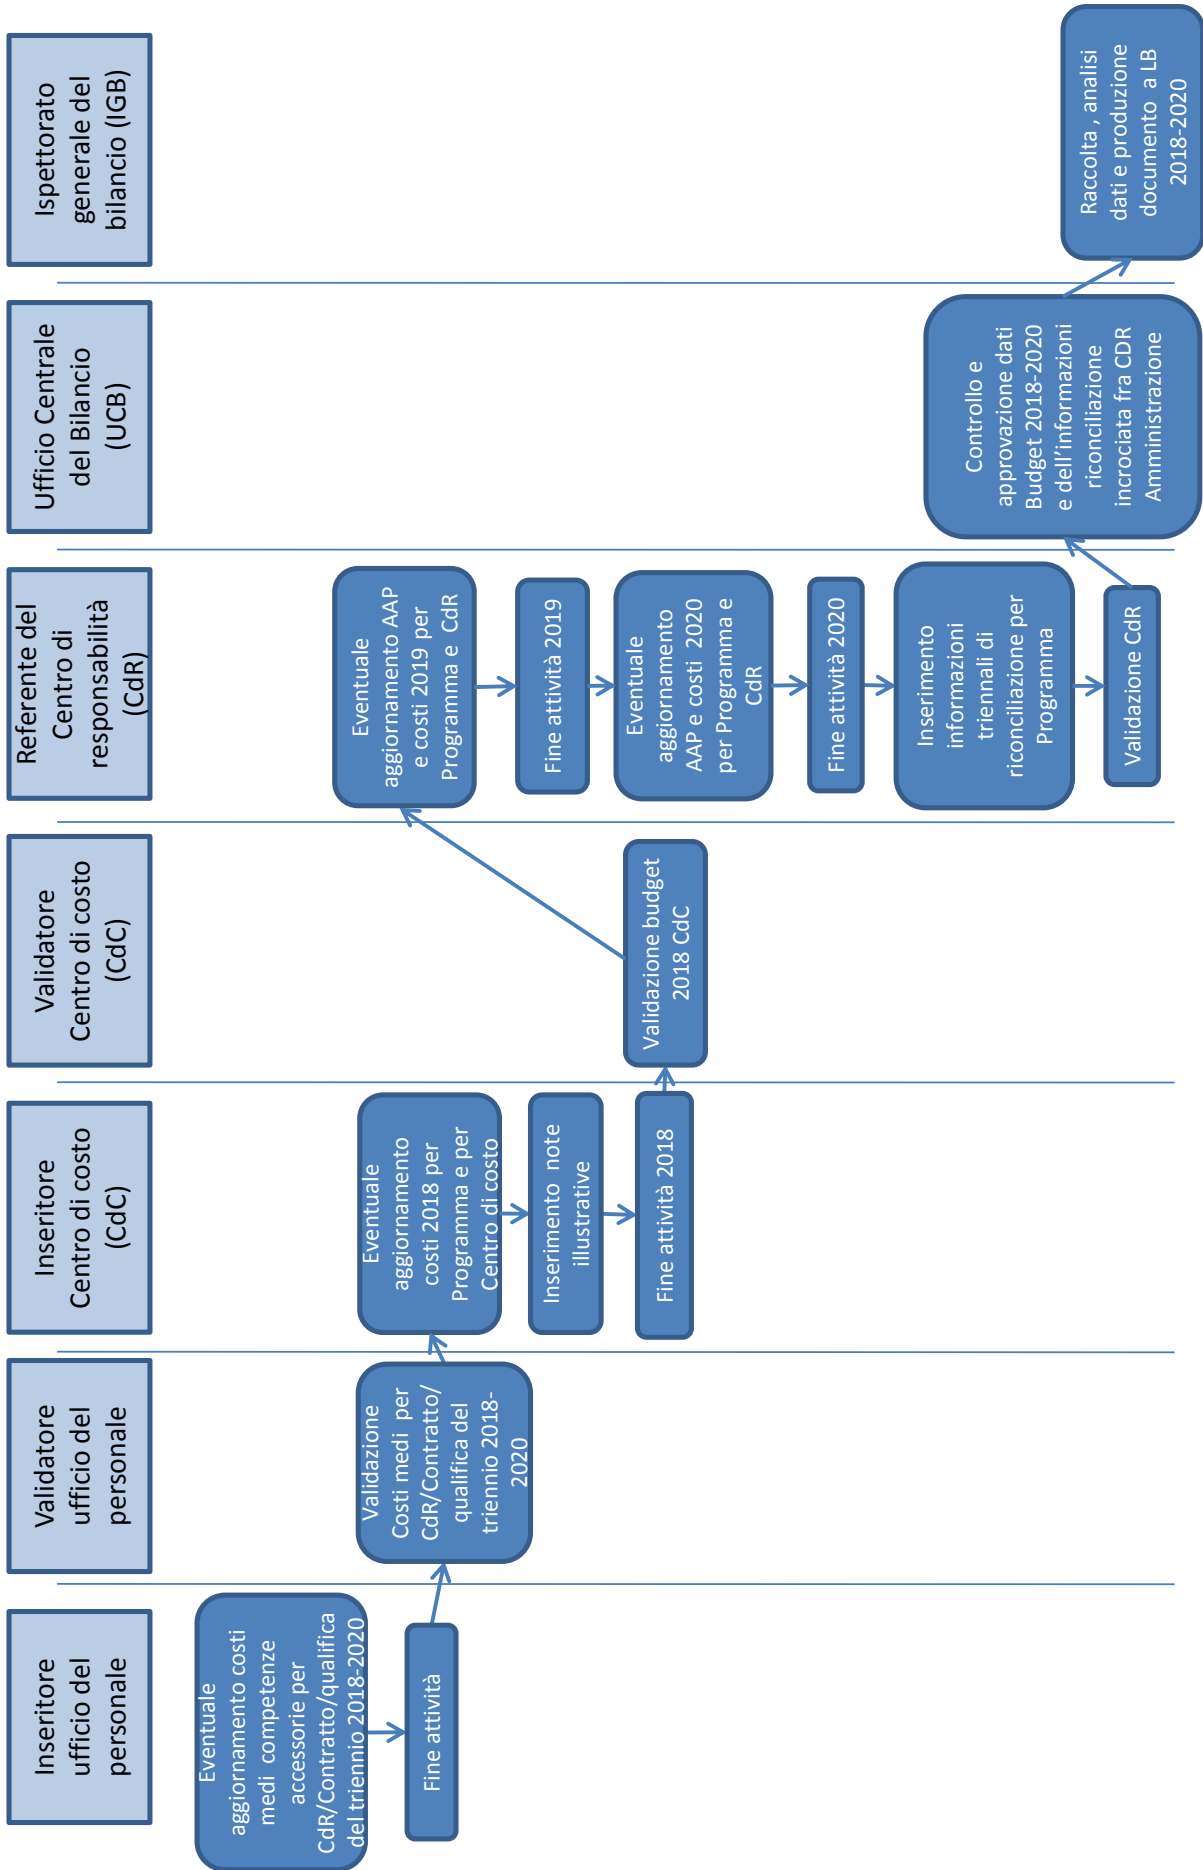 Inseritore
ufficio del
personale
Validatore
ufficio del
personale
Inseritore
Centro di costo
(CdC)
Validatore
Centro di costo
(CdC)
Referente del
Centro di
responsabilità
(CdR)
Ufficio Centrale
del Bilancio
(UCB)
Ispettorato
generale del
bilancio (IGB)
Eventuale
aggiornamento costi
medi competenze
accessorie per
CdR/Contratto/qualifica
del triennio 2018-2020
Fine attività
Validazione
Costi medi per
CdR/Contratto/
qualifica del
triennio 2018-
2020
Eventuale
aggiornamento
costi 2018 per
Programma e per
Centro di costo
Inserimento note
illustrative
Fine attività 2018
Validazione budget
2018 CdC
Eventuale
aggiornamento AAP
e costi 2019 per
Programma e CdR
Fine attività 2019
Eventuale
aggiornamento
AAP e costi 2020
per Programma e
CdR
Fine attività 2020
Inserimento
informazioni
triennali di
riconciliazione per
Programma
Validazione CdR
Controllo e
approvazione dati
Budget 2018-2020
e dell'informazioni
riconciliazione
incrociata fra CDR
Amministrazione
Raccolta , analisi
dati e produzione
documento a LB
2018-2020